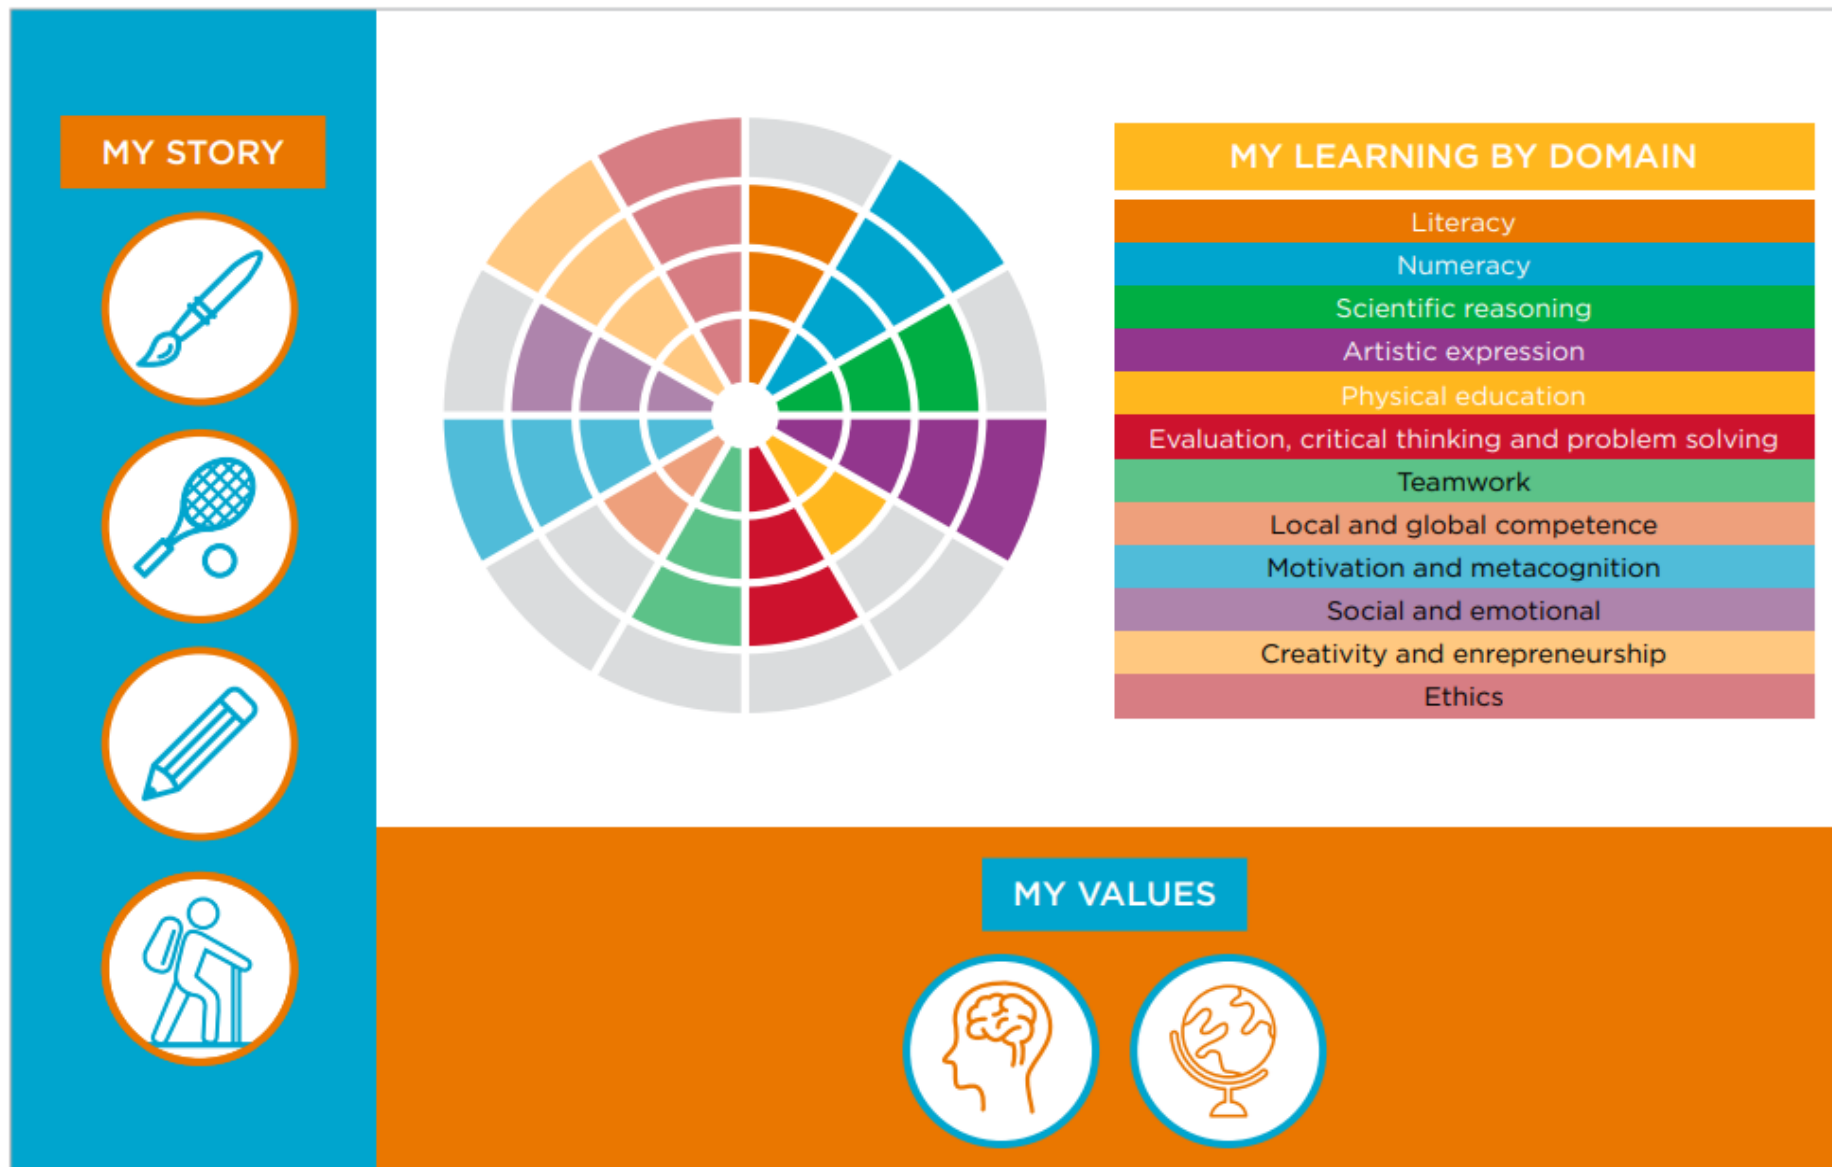 MY STORY
MY LEARNING BY DOMAIN
Literacy
Numeracy
Scientific reasoning
Artistic expression
Physical education
Evaluation, critical thinking and problem solving
Teamwork
Local and global competence
Motivation and metacognition
Social and emotional
Creativity and enrepreneurship
Ethics
MY VALUES